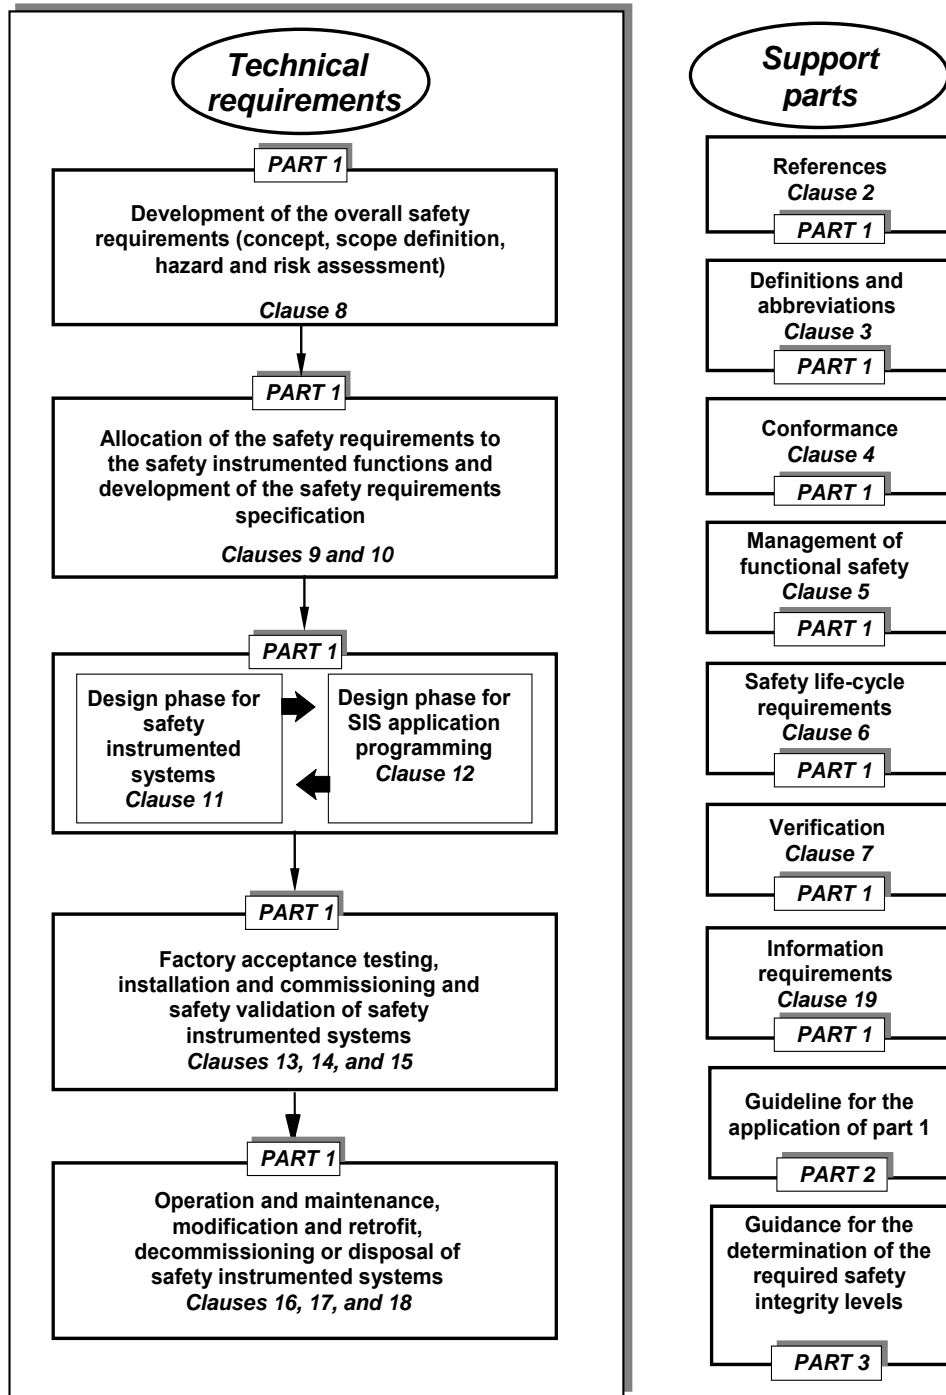 Technical
requirements
PART 1
Development of the overall safety
requirements (concept, scope definition,
hazard and risk assessment)
Clause 8
PART 1
Allocation of the safety requirements to
the safety instrumented functions and
development of the safety requirements
specification
Clauses 9 and 10
PART 1
Design phase for
safety
instrumented
systems
Clause 11
Design phase for
SIS application
programming
Clause 12
PART 1
Factory acceptance testing,
installation and commissioning and
safety validation of safety
instrumented systems
Clauses 13, 14, and 15
PART 1
Operation and maintenance,
modification and retrofit,
decommissioning or disposal of
safety instrumented systems
Clauses 16, 17, and 18
Support
parts
References
Clause 2
PART 1
Definitions and
abbreviations
Clause 3
PART 1
Conformance
Clause 4
PART 1
Management of
functional safety
Clause 5
PART 1
Safety life-cycle
requirements
Clause 6
PART 1
Verification
Clause 7
PART 1
Information
requirements
Clause 19
PART 1
Guideline for the
application of part 1
PART 2
Guidance for the
determination of the
required safety
integrity levels
PART 3